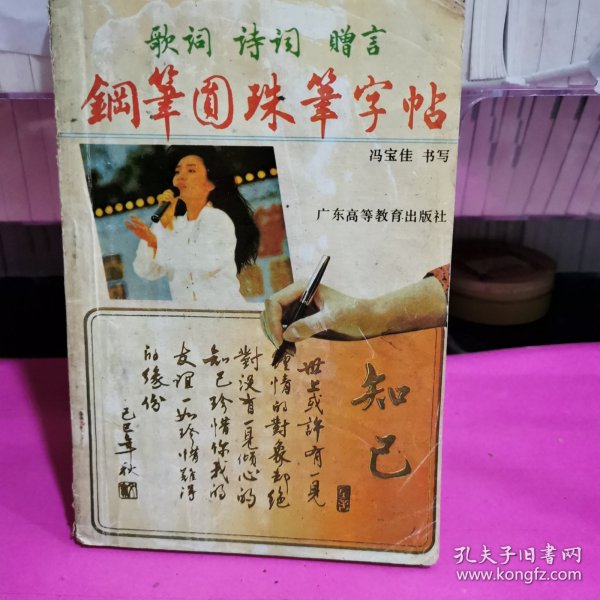 歌词 诗词 赠言
鋼筆圓珠筆字帖
冯宝佳 书写
广东高等教育出版社
知己
世上或許有一見
鍾情的對象却絶
對没有一見傾心的
知己珍惜你我的
友誼一如珍惜難得
的緣份
己巳年秋
孔夫子旧书网
www.kongfz.com